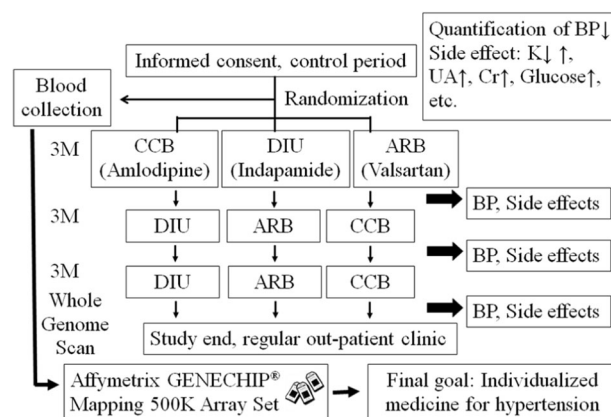 Informed consent, control period
Quantification of BP↓
Side effect: K↓ ↑,
UA↑, Cr↑, Glucose↑,
etc.
Blood
collection
Randomization
3M
CCB
(Amlodipine)
DIU
(Indapamide)
ARB
(Valsartan)
BP, Side effects
3M
DIU
ARB
CCB
BP, Side effects
3M
DIU
ARB
CCB
BP, Side effects
Whole
Genome
Scan
Study end, regular out-patient clinic
Affymetrix GENECHIP®
Mapping 500K Array Set
Final goal: Individualized
medicine for hypertension